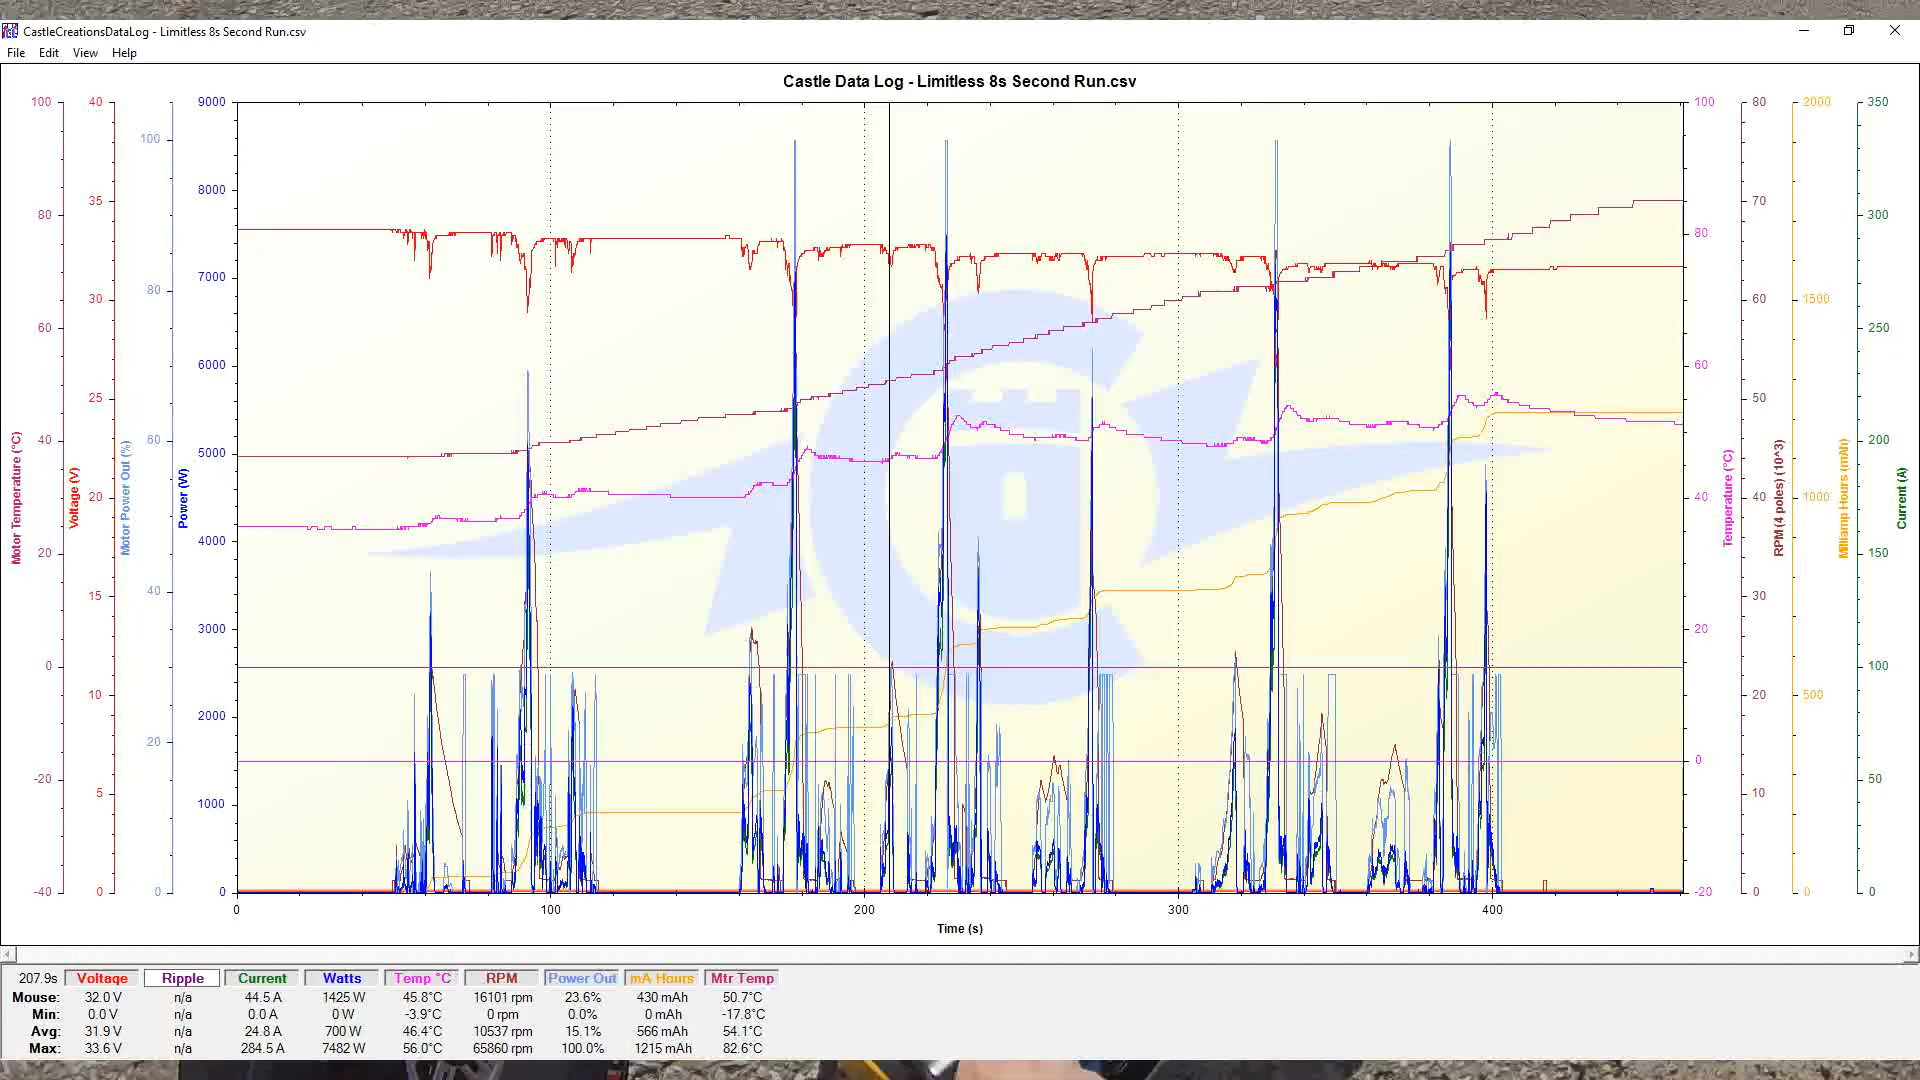 CastleCreationsDataLog - Limitless 8s Second Run.csv
File Edit View Help
Castle Data Log - Limitless 8s Second Run.csv
100 40 9000 100 80 2000 350
100
8000
35 70
80 300
80
7000
80
30 60 1500
60 250
6000
60
25 50
40 60 5000 200
20 40 40 1000
4000
20 150
40
15 30
3000
20
0 100
10 20 500
2000
20
0
-20 50
5 1000 10
-40 0 0 0 -20 0 0 0
Motor Temperature (°C)
Voltage (V)
Motor Power Out (%)
Power (W)
Temperature (°C)
RPM (4 poles) (10^3)
Milliamp Hours (mAh)
Current (A)
0 100 200 300 400
Time (s)
207.9s Voltage Ripple Current Watts Temp °C RPM Power Out mA Hours Mtr Temp
Mouse: 32.0 V n/a 44.5 A 1425 W 45.8°C 16101 rpm 23.6% 430 mAh 50.7°C
Min: 0.0 V n/a 0.0 A 0 W -3.9°C 0 rpm 0.0% 0 mAh -17.8°C
Avg: 31.9 V n/a 24.8 A 700 W 46.4°C 10537 rpm 15.1% 566 mAh 54.1°C
Max: 33.6 V n/a 284.5 A 7482 W 56.0°C 65860 rpm 100.0% 1215 mAh 82.6°C